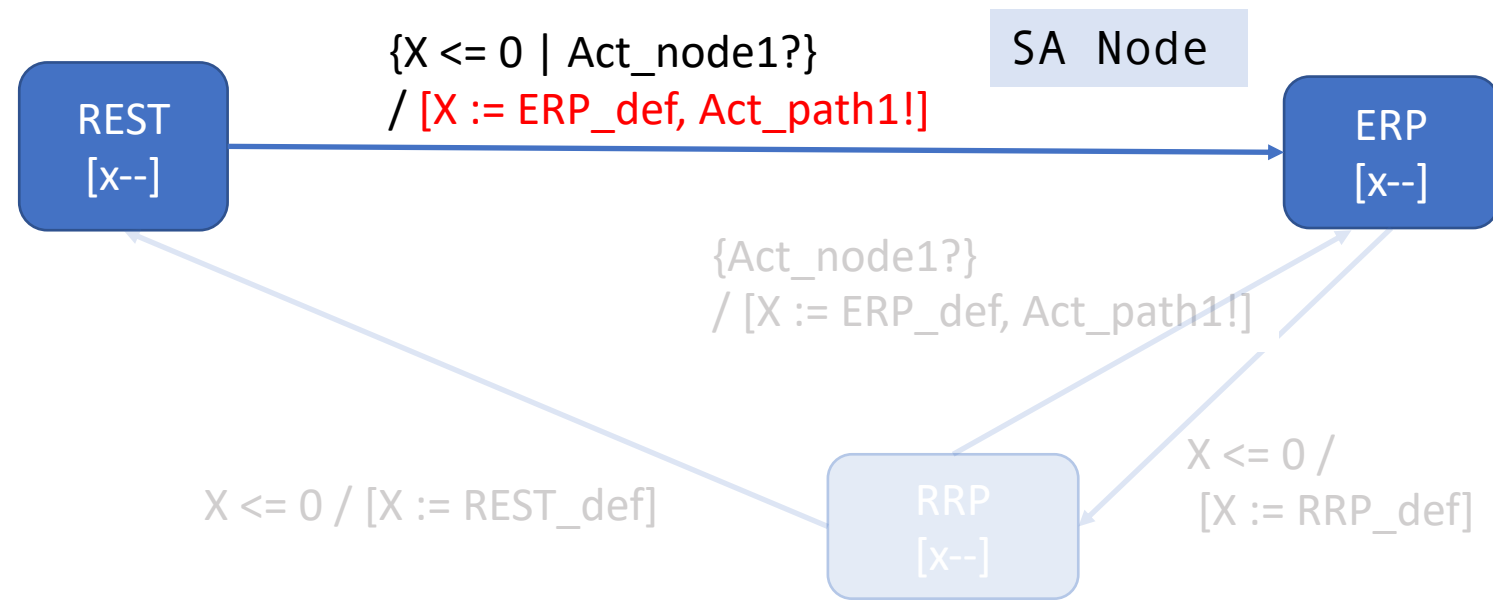 {X <= 0 | Act_node1?}
/ [X := ERP_def, Act_path1!]
SA Node
REST
[x--]
ERP
[x--]
{Act_node1?}
/ [X := ERP_def, Act_path1!]
X <= 0 /
[X := RRP_def]
X <= 0 / [X := REST_def]
RRP
[x--]